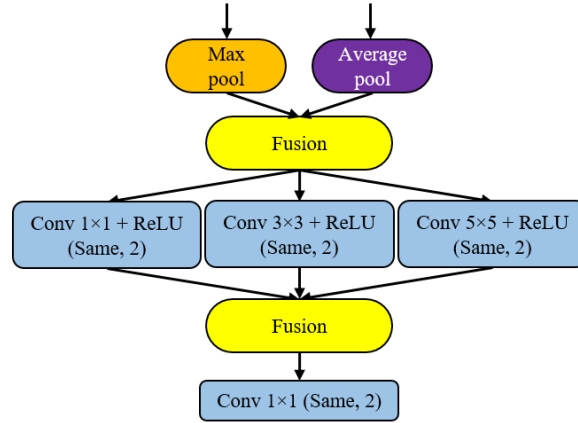 Max
pool
Average
pool
Fusion
Conv 1×1 + ReLU
(Same, 2)
Conv 3×3 + ReLU
(Same, 2)
Conv 5×5 + ReLU
(Same, 2)
Fusion
Conv 1×1 (Same, 2)